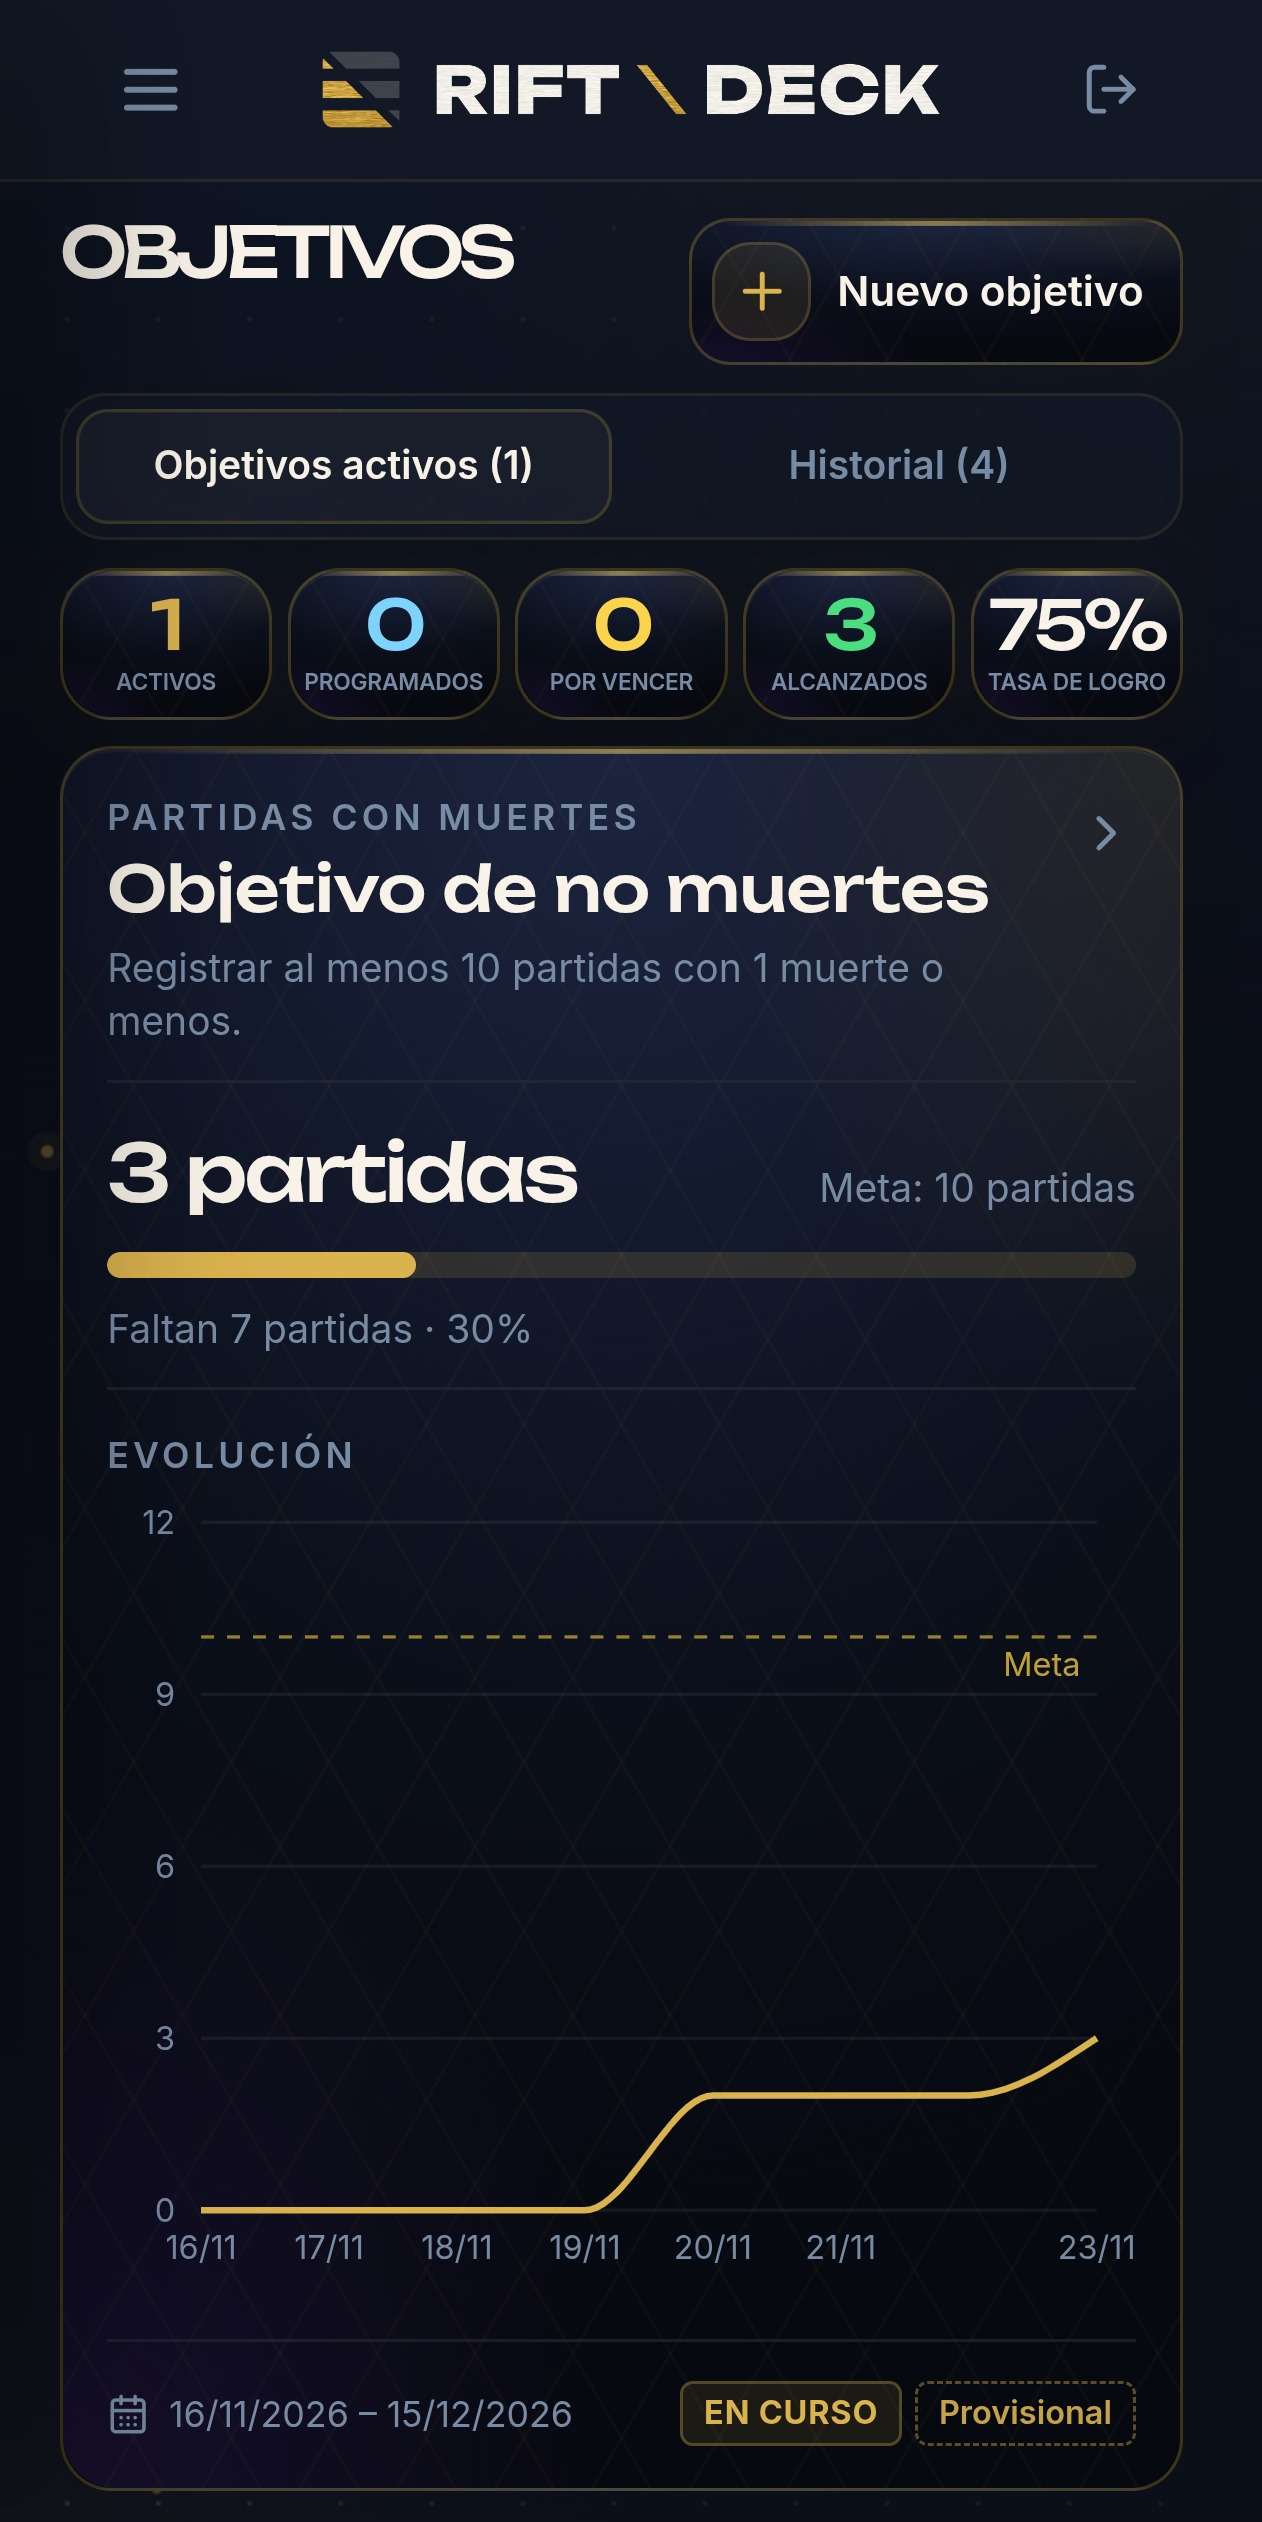 RIFT \ DECK
OBJETIVOS
Nuevo objetivo
Objetivos activos (1)
Historial (4)
1
ACTIVOS
0
PROGRAMADOS
0
POR VENCER
3
ALCANZADOS
75%
TASA DE LOGRO
PARTIDAS CON MUERTES
Objetivo de no muertes
Registrar al menos 10 partidas con 1 muerte o
menos.
3 partidas
Meta: 10 partidas
Faltan 7 partidas · 30%
EVOLUCIÓN
12
Meta
9
6
3
0
16/11 17/11 18/11 19/11 20/11 21/11 23/11
16/11/2026 – 15/12/2026
EN CURSO
Provisional